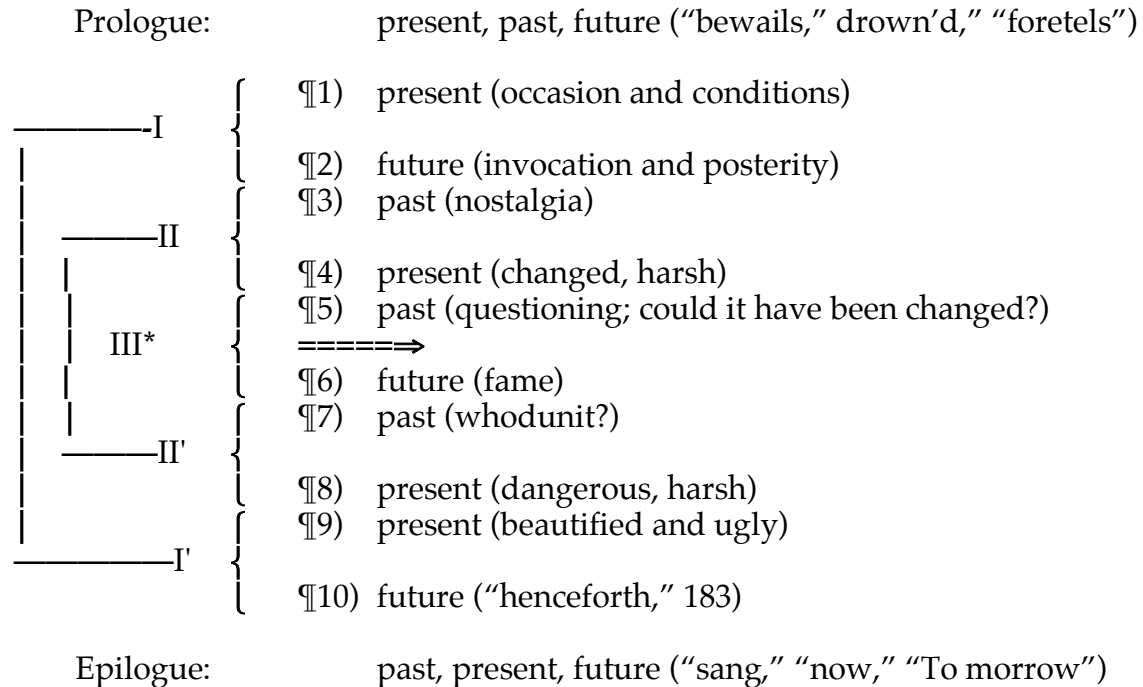 Prologue: present, past, future (“bewails,” drown’d,” “foretels”)
¶1) present (occasion and conditions)
I
¶2) future (invocation and posterity)
¶3) past (nostalgia)
II
¶4) present (changed, harsh)
¶5) past (questioning; could it have been changed?)
III*
¶6) future (fame)
¶7) past (whodunit?)
II'
¶8) present (dangerous, harsh)
¶9) present (beautified and ugly)
I'
¶10) future (“henceforth,” 183)
Epilogue: past, present, future (“sang,” “now,” “To morrow”)